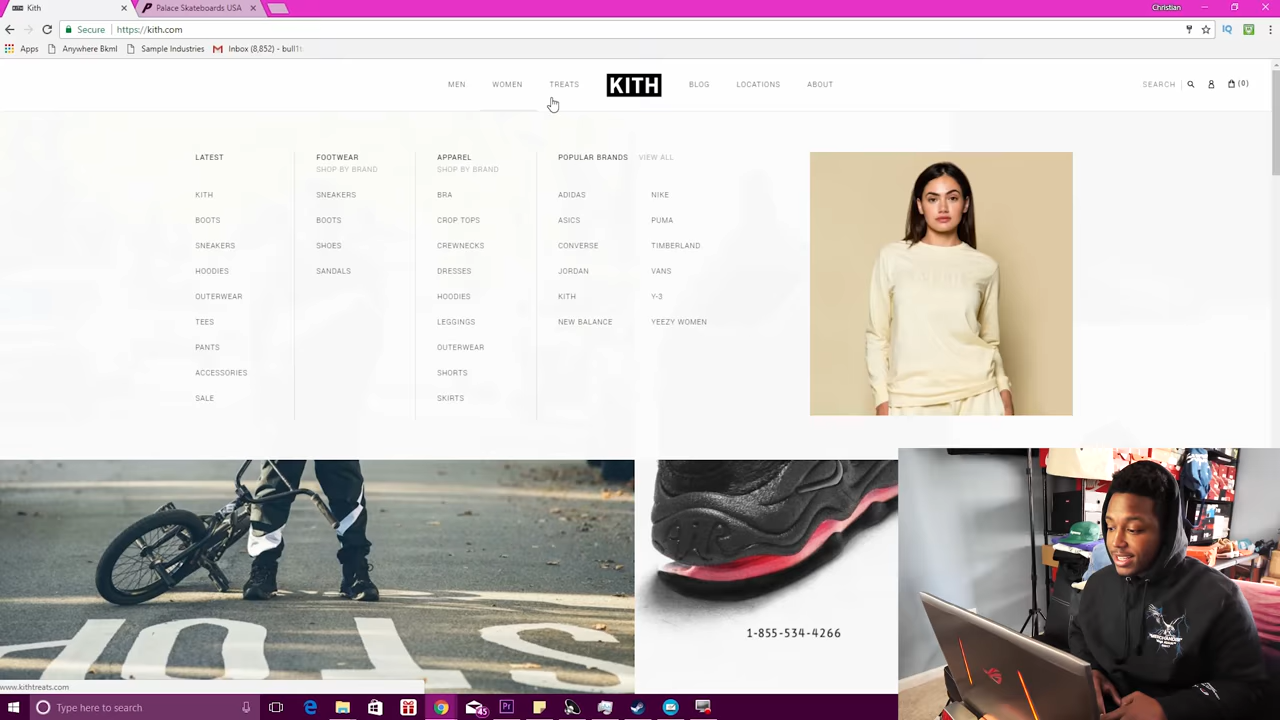 Kith
Palace Skateboards USA
Christian
Secure
https://kith.com
Apps
Anywhere Bkml
Sample Industries
Inbox (8,852) - bull1
MEN
WOMEN
TREATS
KITH
BLOG
LOCATIONS
ABOUT
SEARCH
(0)
LATEST
KITH
BOOTS
SNEAKERS
HOODIES
OUTERWEAR
TEES
PANTS
ACCESSORIES
SALE
FOOTWEAR
SHOP BY BRAND
SNEAKERS
BOOTS
SHOES
SANDALS
APPAREL
SHOP BY BRAND
BRA
CROP TOPS
CREWNECKS
DRESSES
HOODIES
LEGGINGS
OUTERWEAR
SHORTS
SKIRTS
POPULAR BRANDS
VIEW ALL
ADIDAS
ASICS
CONVERSE
JORDAN
KITH
NEW BALANCE
NIKE
PUMA
TIMBERLAND
VANS
Y-3
YEEZY WOMEN
STOP
1-855-534-4266
www.kithtreats.com
Type here to search
45